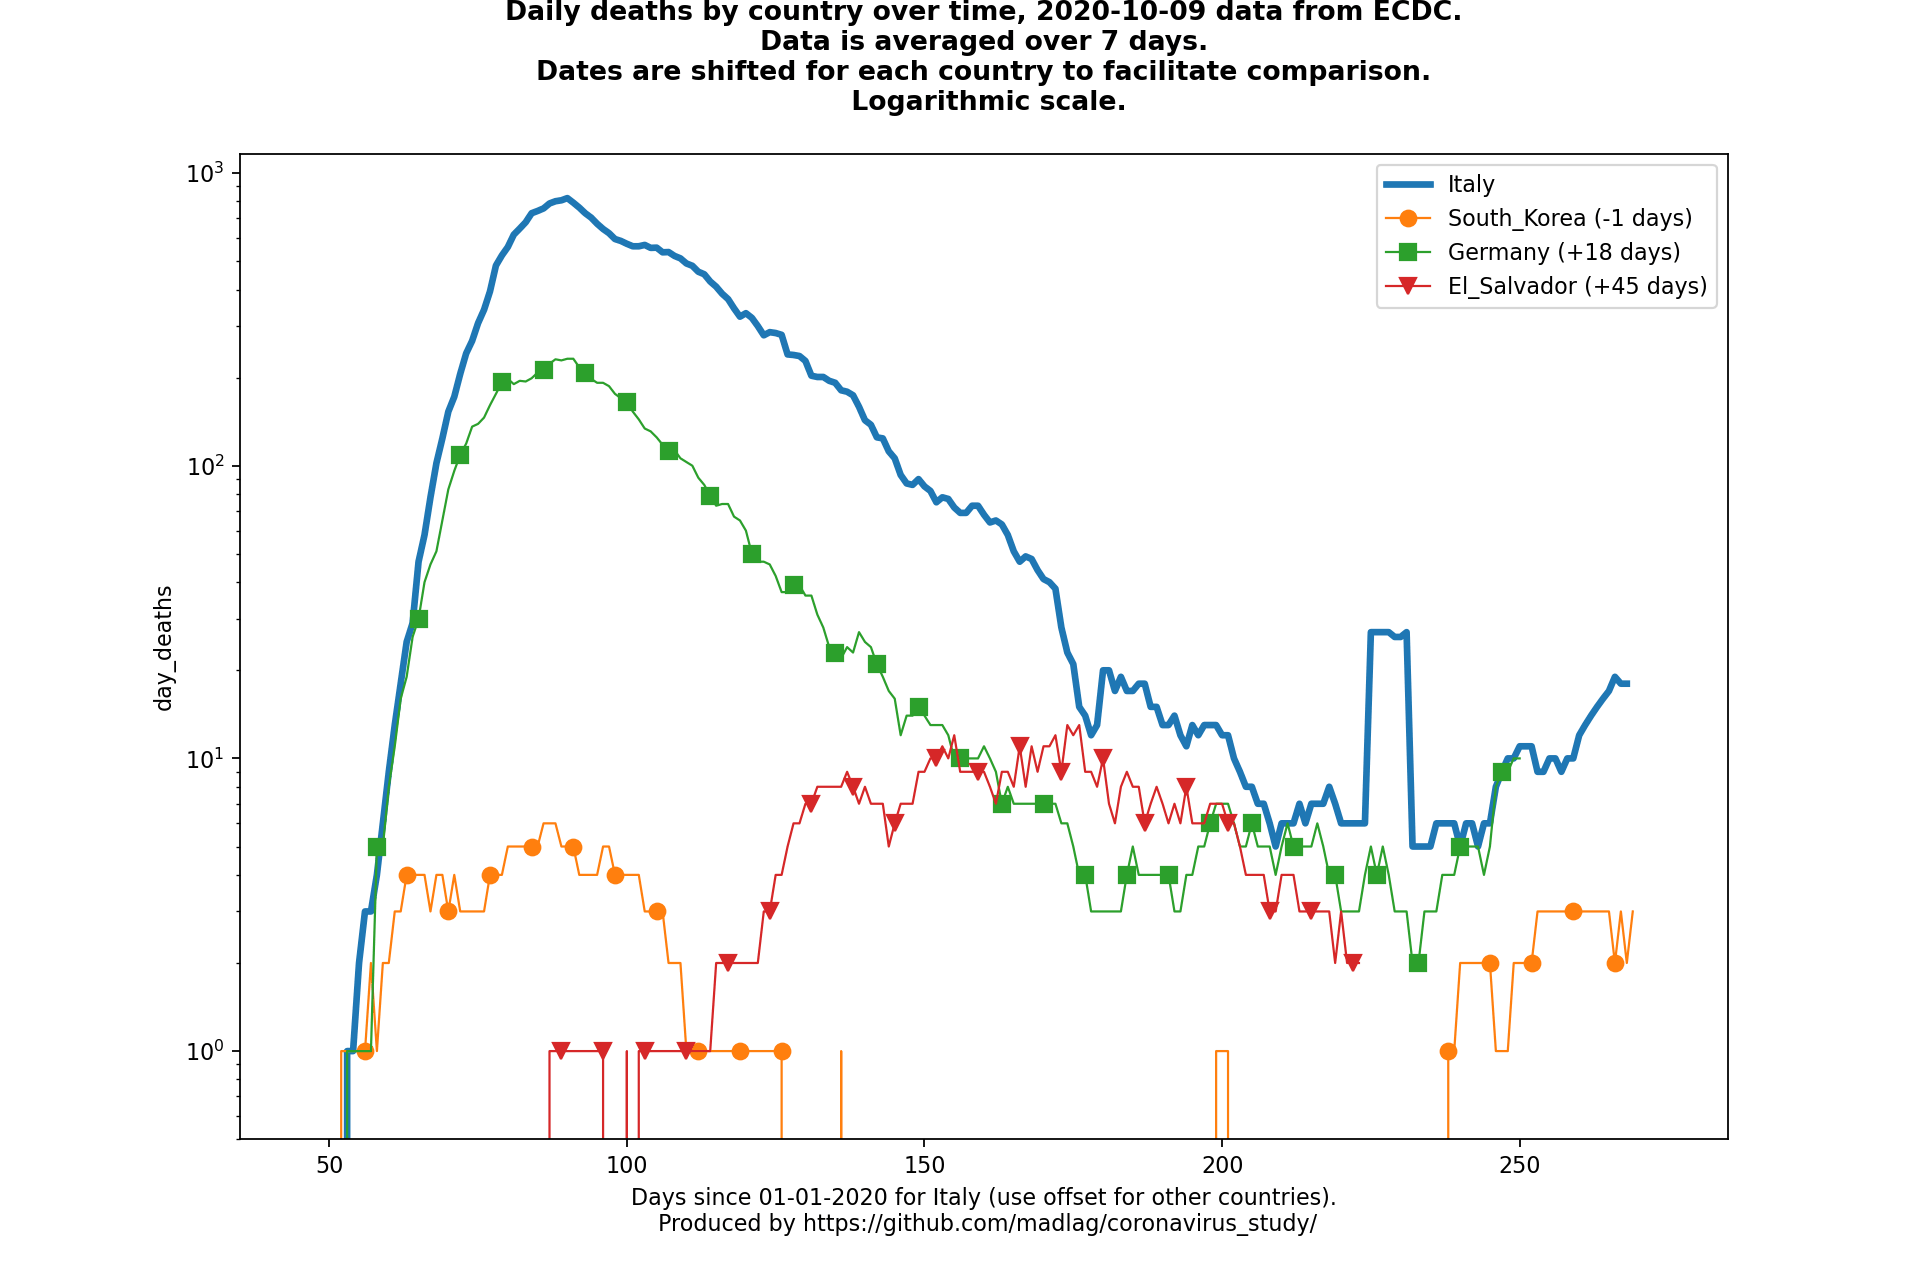 Daily deaths by country over time, 2020-10-09 data from ECDC.
Data is averaged over 7 days.
Dates are shifted for each country to facilitate comparison.
Logarithmic scale.
Italy
South_Korea (-1 days)
Germany (+18 days)
El_Salvador (+45 days)
day_deaths
10³
10²
10¹
10⁰
50 100 150 200 250
Days since 01-01-2020 for Italy (use offset for other countries).
Produced by https://github.com/madlag/coronavirus_study/